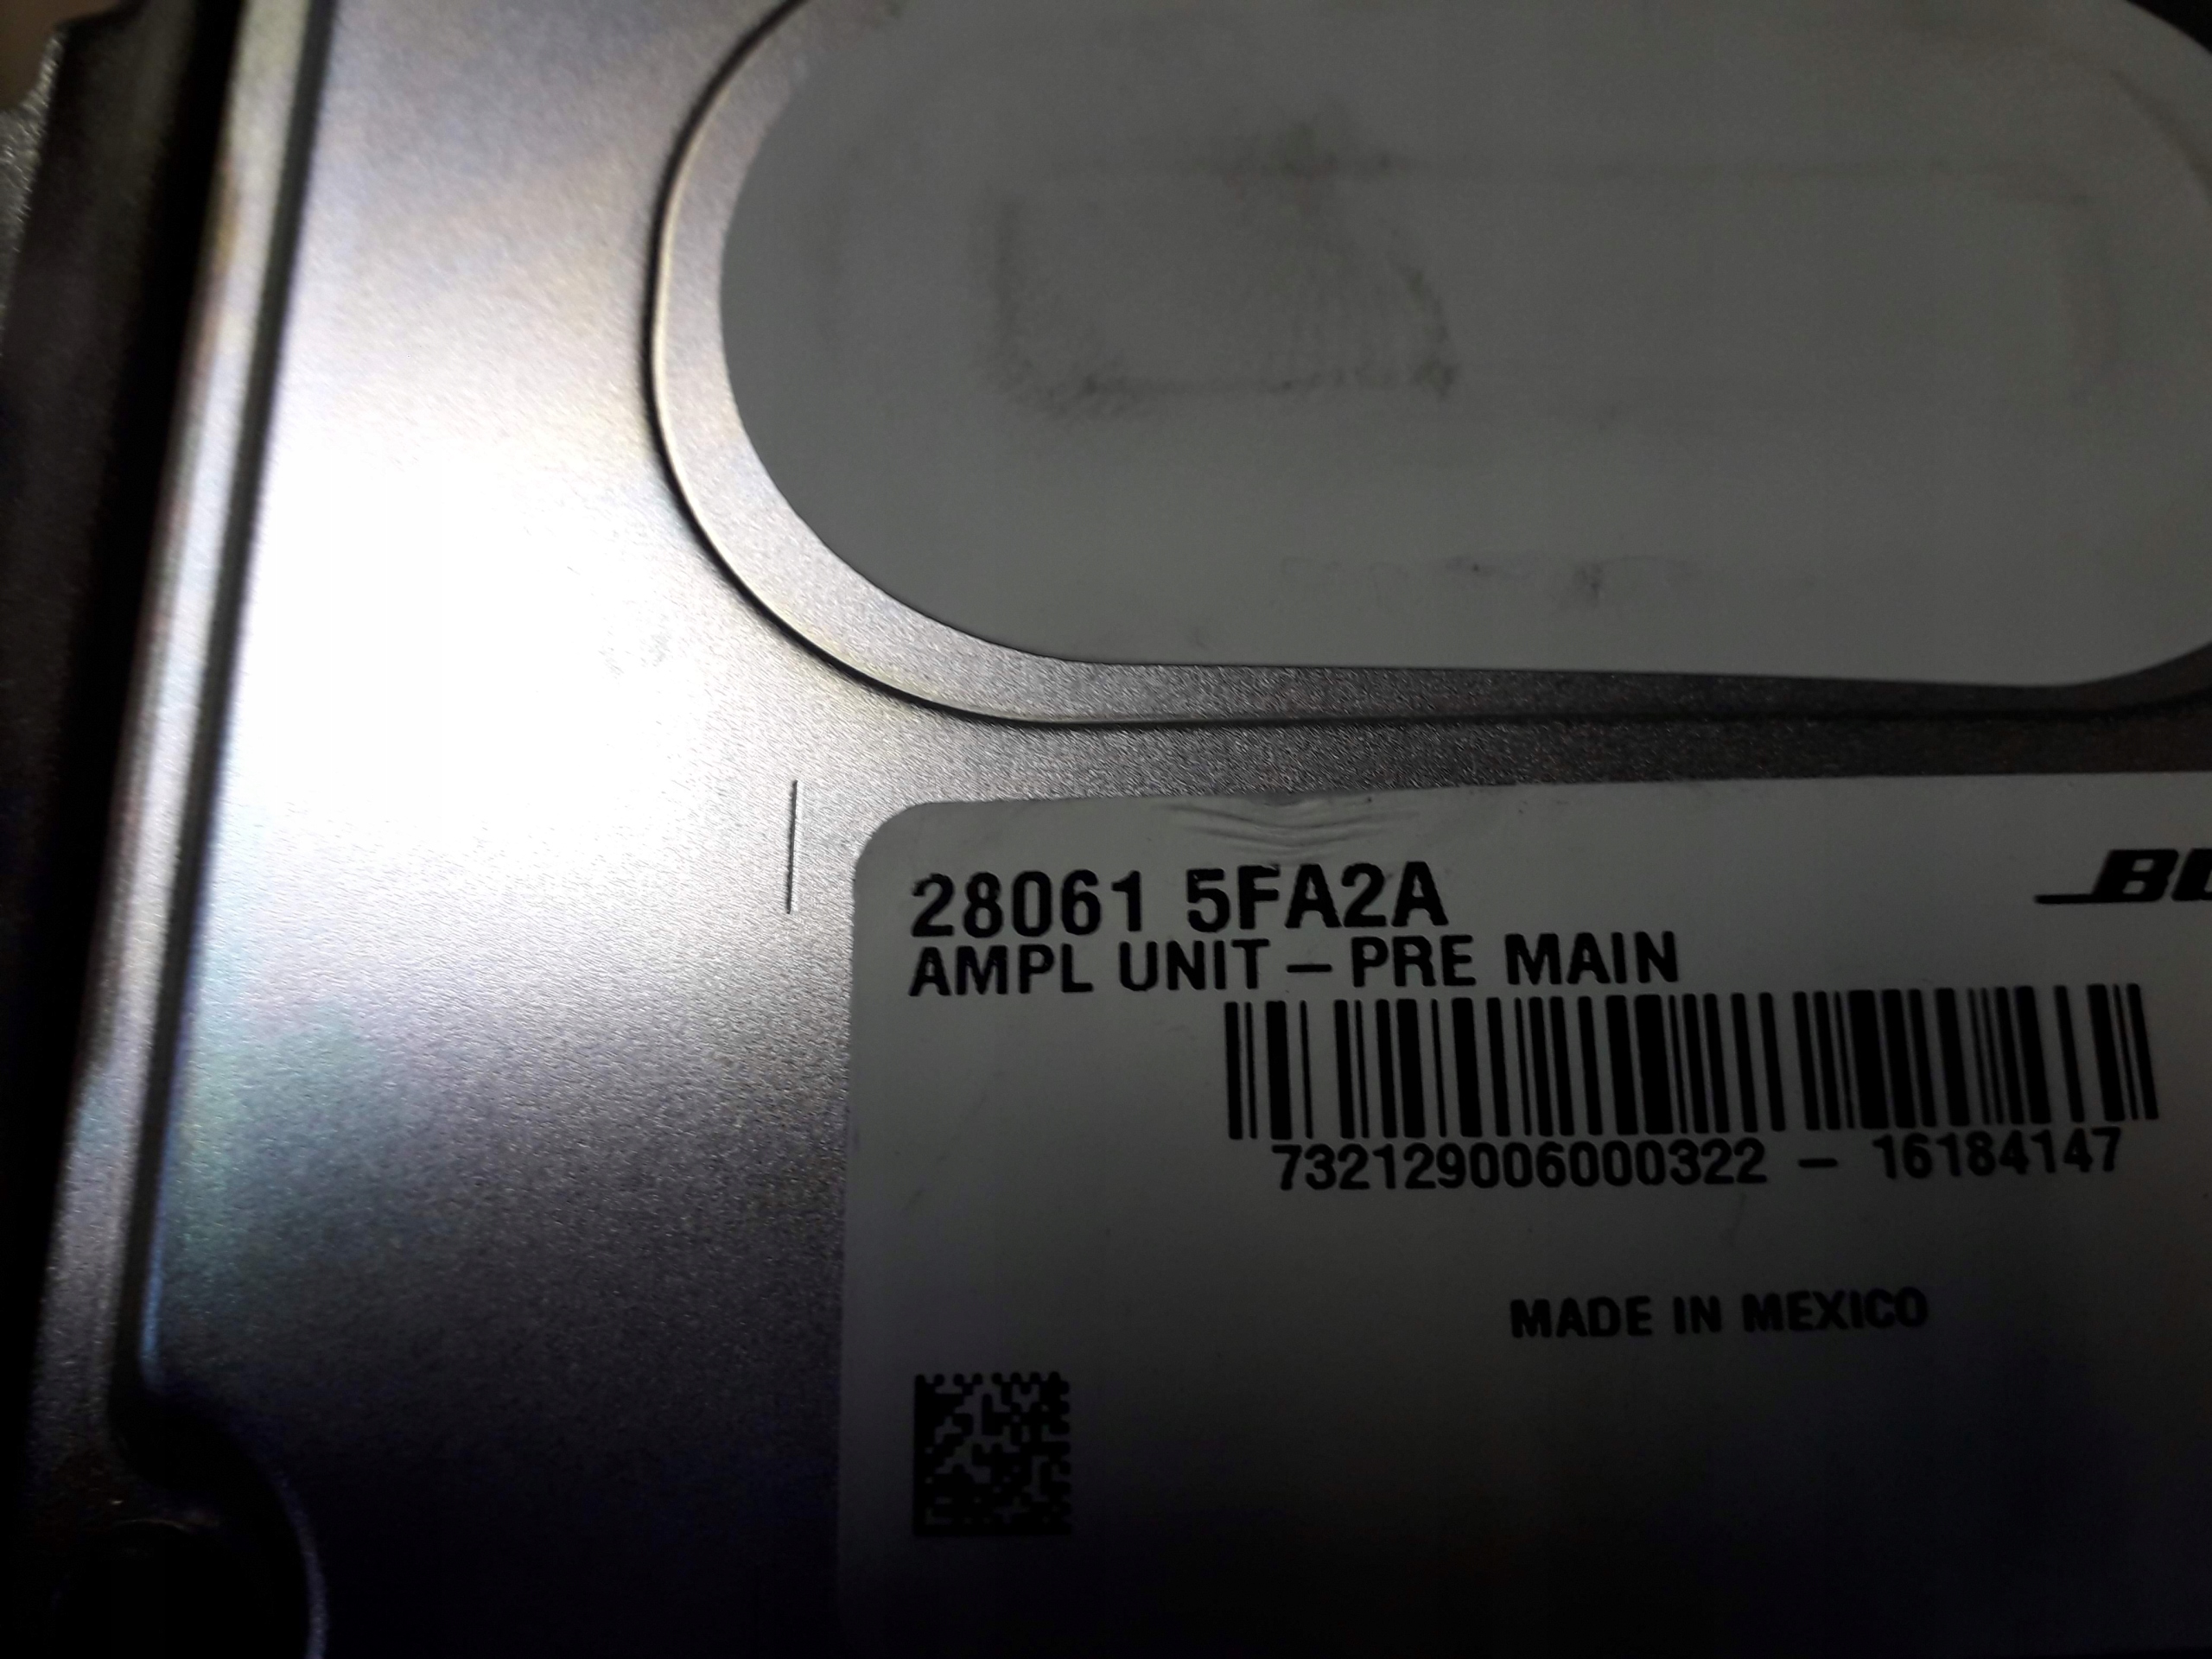 28061 5FA2A
AMPL UNIT – PRE MAIN
732129006000322 – 16184147
MADE IN MEXICO